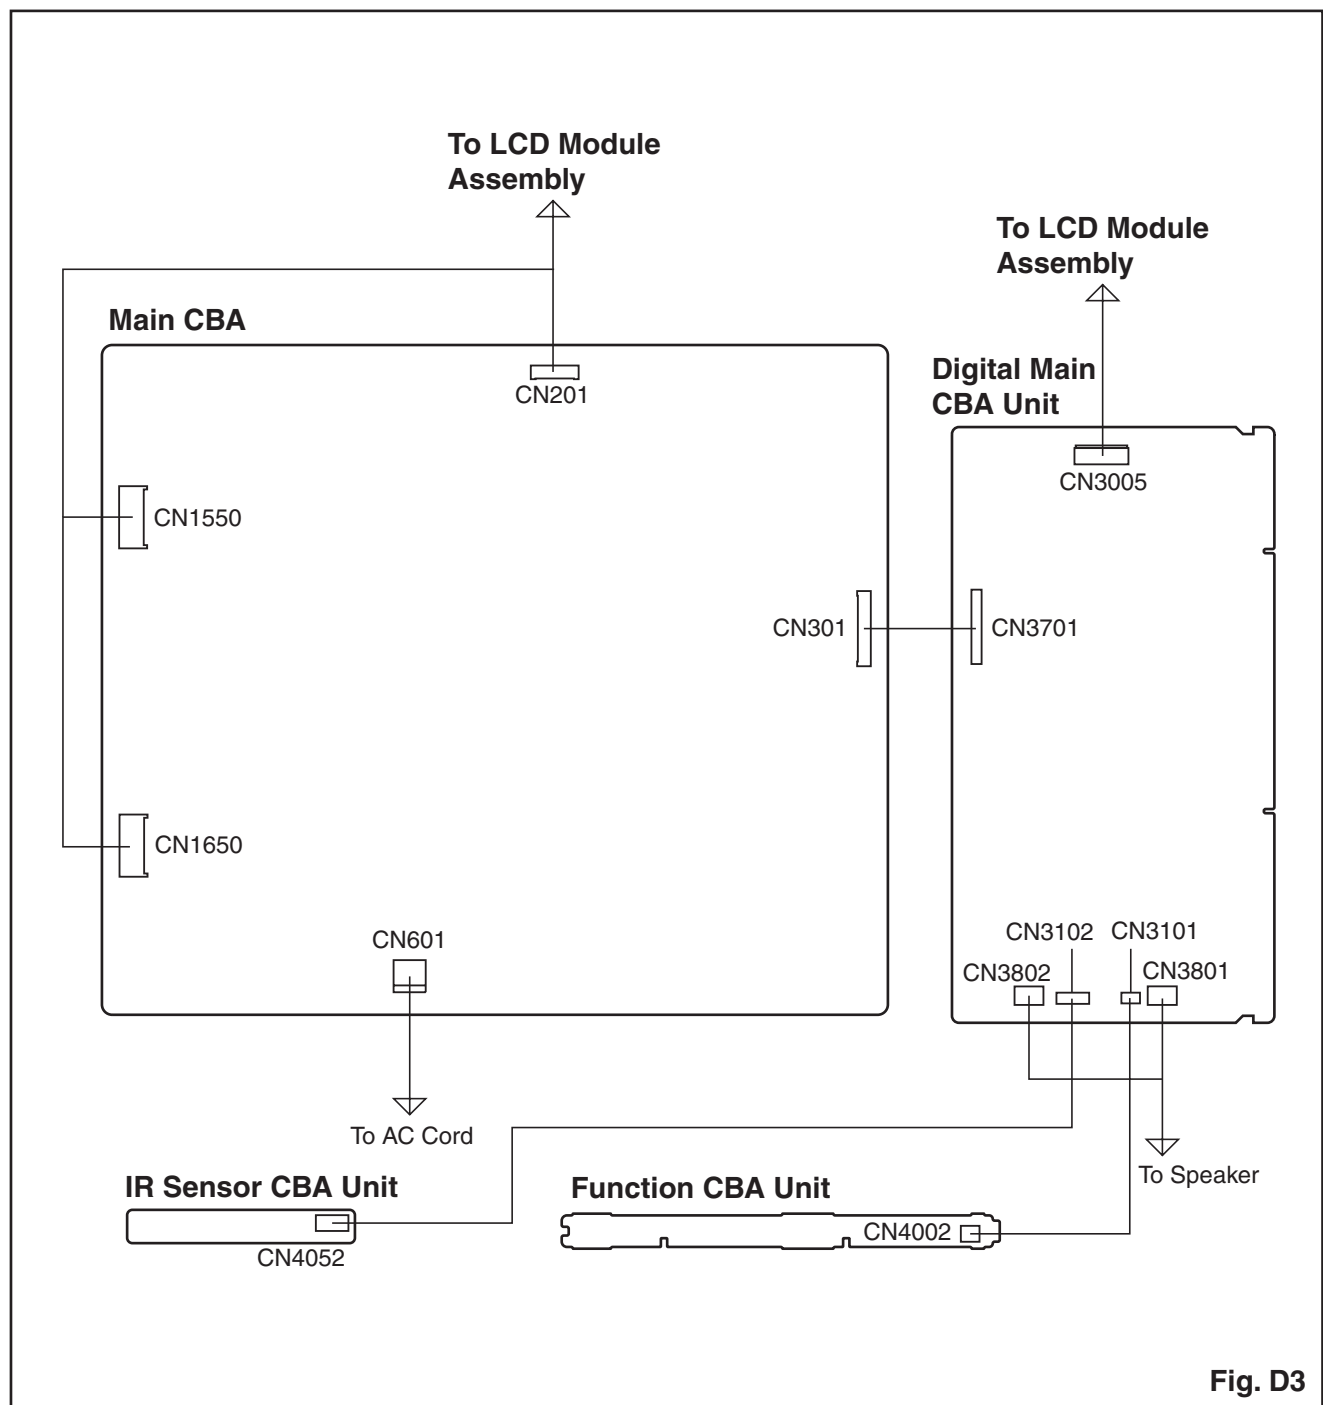 To LCD Module
Assembly
To LCD Module
Assembly
Main CBA
Digital Main
CBA Unit
CN201
CN3005
CN1550
CN301
CN3701
CN1650
CN601
CN3102
CN3101
CN3802
CN3801
To AC Cord
To Speaker
IR Sensor CBA Unit
Function CBA Unit
CN4002
CN4052
Fig. D3